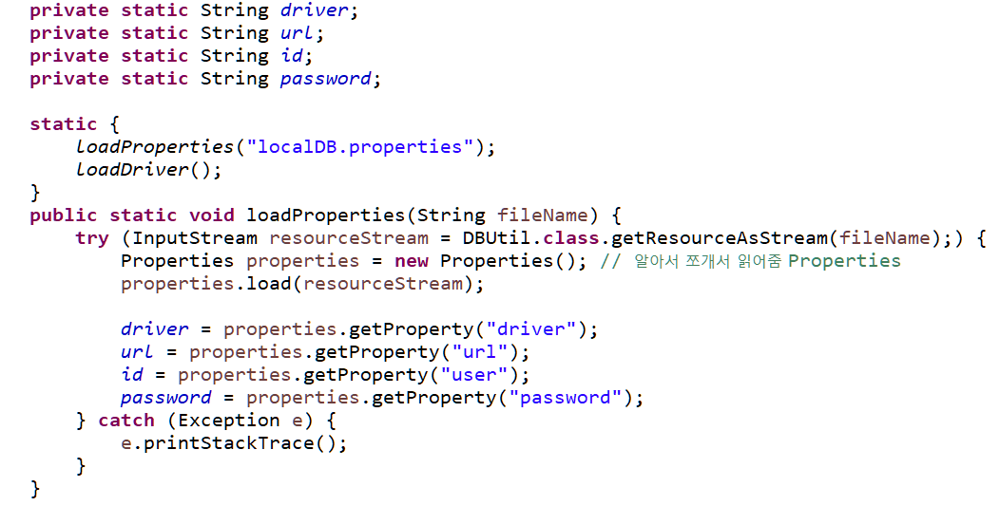 private static String driver;
private static String url;
private static String id;
private static String password;
static {
loadProperties("localDB.properties");
loadDriver();
}
public static void loadProperties(String fileName) {
try (InputStream resourceStream = DBUtil.class.getResourceAsStream(fileName);) {
Properties properties = new Properties(); // 알아서 쪼개서 읽어줌 Properties
properties.load(resourceStream);
driver = properties.getProperty("driver");
url = properties.getProperty("url");
id = properties.getProperty("user");
password = properties.getProperty("password");
} catch (Exception e) {
e.printStackTrace();
}
}